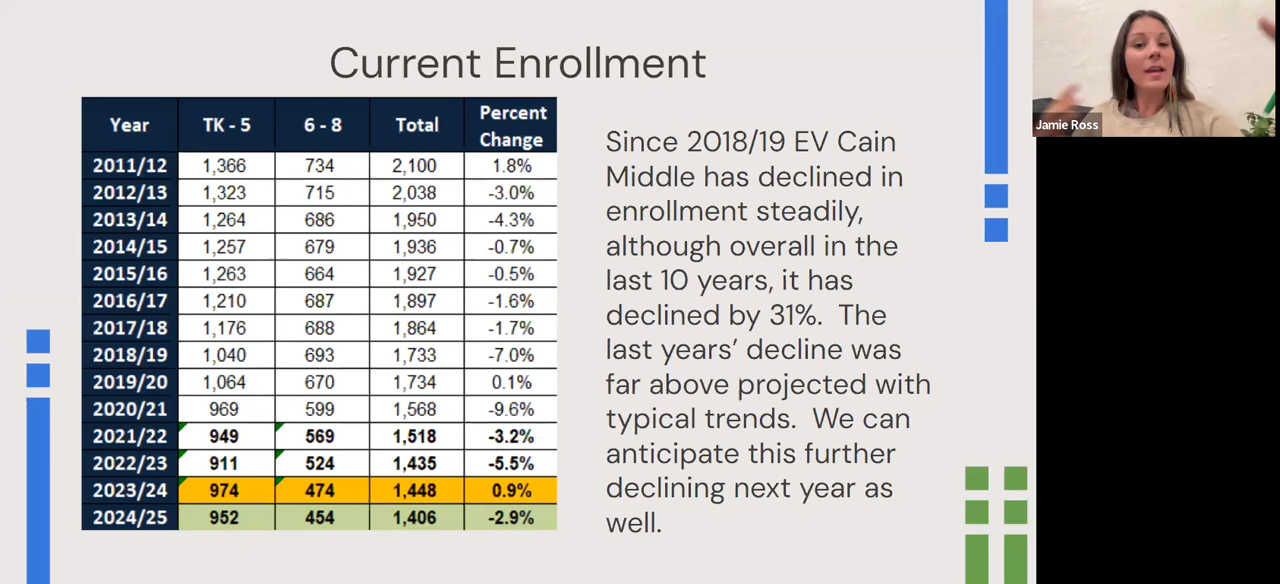 Current Enrollment
Year TK - 5 6 - 8 Total Percent Change
2011/12 1,366 734 2,100 1.8%
2012/13 1,323 715 2,038 -3.0%
2013/14 1,264 686 1,950 -4.3%
2014/15 1,257 679 1,936 -0.7%
2015/16 1,263 664 1,927 -0.5%
2016/17 1,210 687 1,897 -1.6%
2017/18 1,176 688 1,864 -1.7%
2018/19 1,040 693 1,733 -7.0%
2019/20 1,064 670 1,734 0.1%
2020/21 969 599 1,568 -9.6%
2021/22 949 569 1,518 -3.2%
2022/23 911 524 1,435 -5.5%
2023/24 974 474 1,448 0.9%
2024/25 952 454 1,406 -2.9%
Since 2018/19 EV Cain
Middle has declined in
enrollment steadily,
although overall in the
last 10 years, it has
declined by 31%. The
last years’ decline was
far above projected with
typical trends. We can
anticipate this further
declining next year as
well.
Jamie Ross